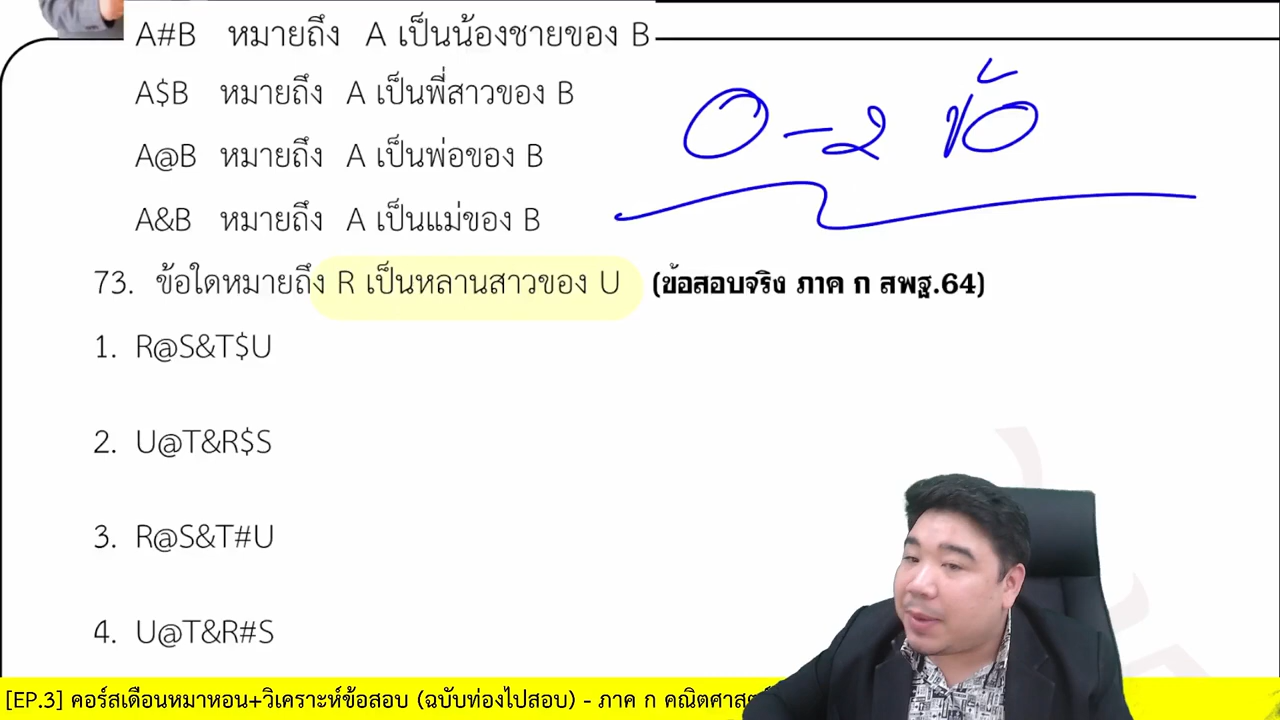 A#B หมายถึง A เป็นน้องชายของ B
A$B หมายถึง A เป็นพี่สาวของ B
A@B หมายถึง A เป็นพ่อของ B
A&B หมายถึง A เป็นแม่ของ B
0-2 ข้อ
73. ข้อใดหมายถึง R เป็นหลานสาวของ U (ข้อสอบจริง ภาค ก สพฐ.64)
1. R@S&T$U
2. U@T&R$S
3. R@S&T#U
4. U@T&R#S
[EP.3] คอร์สเดือนหมาหอน+วิเคราะห์ข้อสอบ (ฉบับท่องไปสอบ) - ภาค ก คณิตศาสตร์